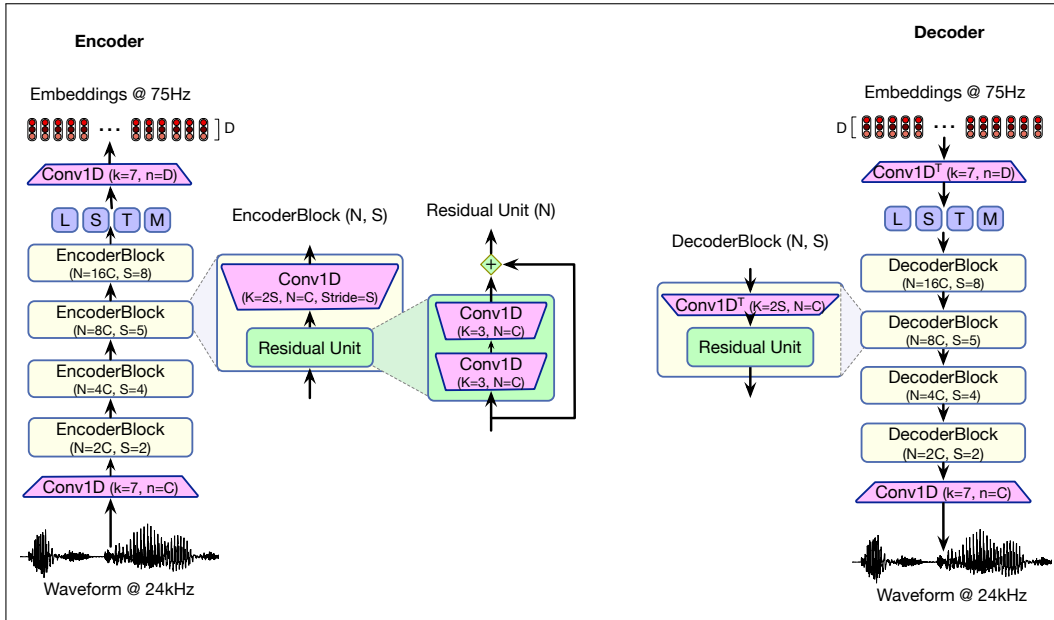 Encoder
Embeddings @ 75Hz
... D
Conv1D (k=7, n=D)
L S T M
EncoderBlock
(N=16C, S=8)
EncoderBlock
(N=8C, S=5)
EncoderBlock
(N=4C, S=4)
EncoderBlock
(N=2C, S=2)
Conv1D (k=7, n=C)
Waveform @ 24kHz
EncoderBlock (N, S)
Conv1D
(K=2S, N=C, Stride=S)
Residual Unit
Residual Unit (N)
+
Conv1D
(K=3, N=C)
Conv1D
(K=3, N=C)
DecoderBlock (N, S)
Conv1Dᵀ (K=2S, N=C)
Residual Unit
Decoder
Embeddings @ 75Hz
D ...
Conv1Dᵀ (k=7, n=D)
L S T M
DecoderBlock
(N=16C, S=8)
DecoderBlock
(N=8C, S=5)
DecoderBlock
(N=4C, S=4)
DecoderBlock
(N=2C, S=2)
Conv1D (k=7, n=C)
Waveform @ 24kHz